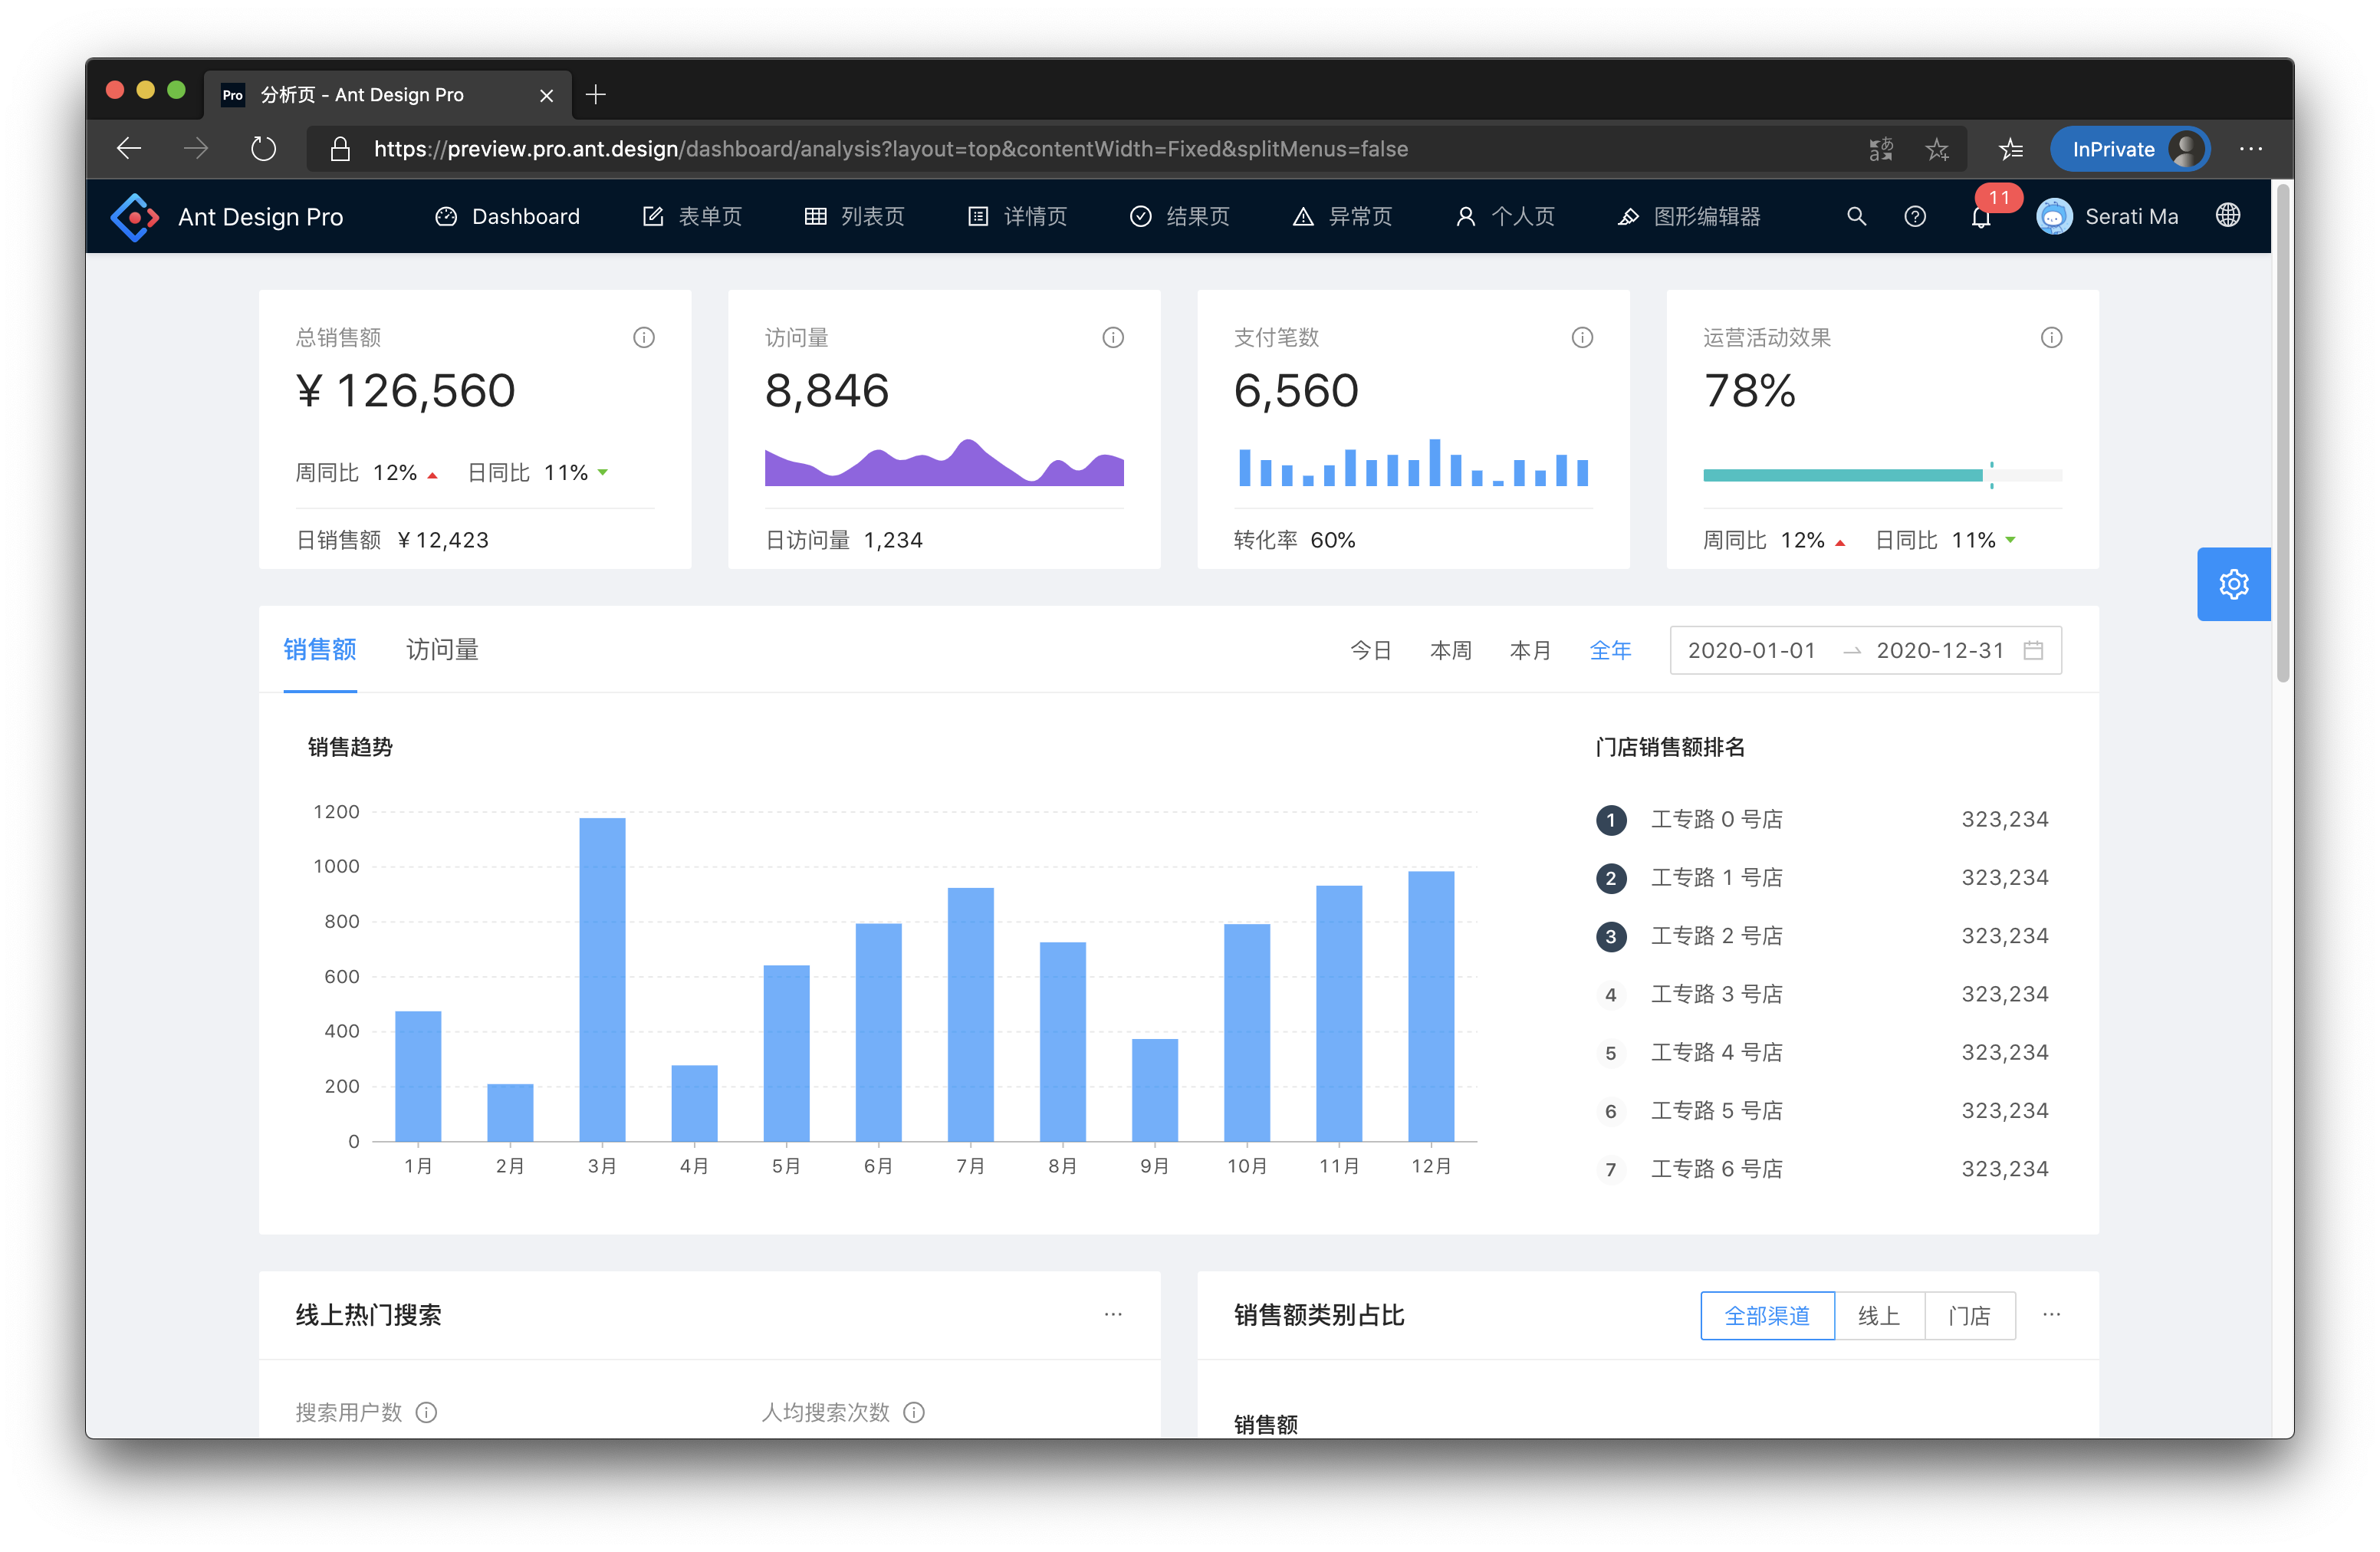 Pro 分析页 - Ant Design Pro
https://preview.pro.ant.design/dashboard/analysis?layout=top&contentWidth=Fixed&splitMenus=false
InPrivate
Ant Design Pro Dashboard 表单页 列表页 详情页 结果页 异常页 个人页 图形编辑器 11 Serati Ma
总销售额
¥ 126,560
周同比 12% 日同比 11%
日销售额 ¥ 12,423
访问量
8,846
日访问量 1,234
支付笔数
6,560
转化率 60%
运营活动效果
78%
周同比 12% 日同比 11%
销售额 访问量 今日 本周 本月 全年 2020-01-01 2020-12-31
销售趋势
1200
1000
800
600
400
200
0
1月 2月 3月 4月 5月 6月 7月 8月 9月 10月 11月 12月
门店销售额排名
1 工专路 0 号店 323,234
2 工专路 1 号店 323,234
3 工专路 2 号店 323,234
4 工专路 3 号店 323,234
5 工专路 4 号店 323,234
6 工专路 5 号店 323,234
7 工专路 6 号店 323,234
线上热门搜索
搜索用户数 人均搜索次数
销售额类别占比 全部渠道 线上 门店
销售额